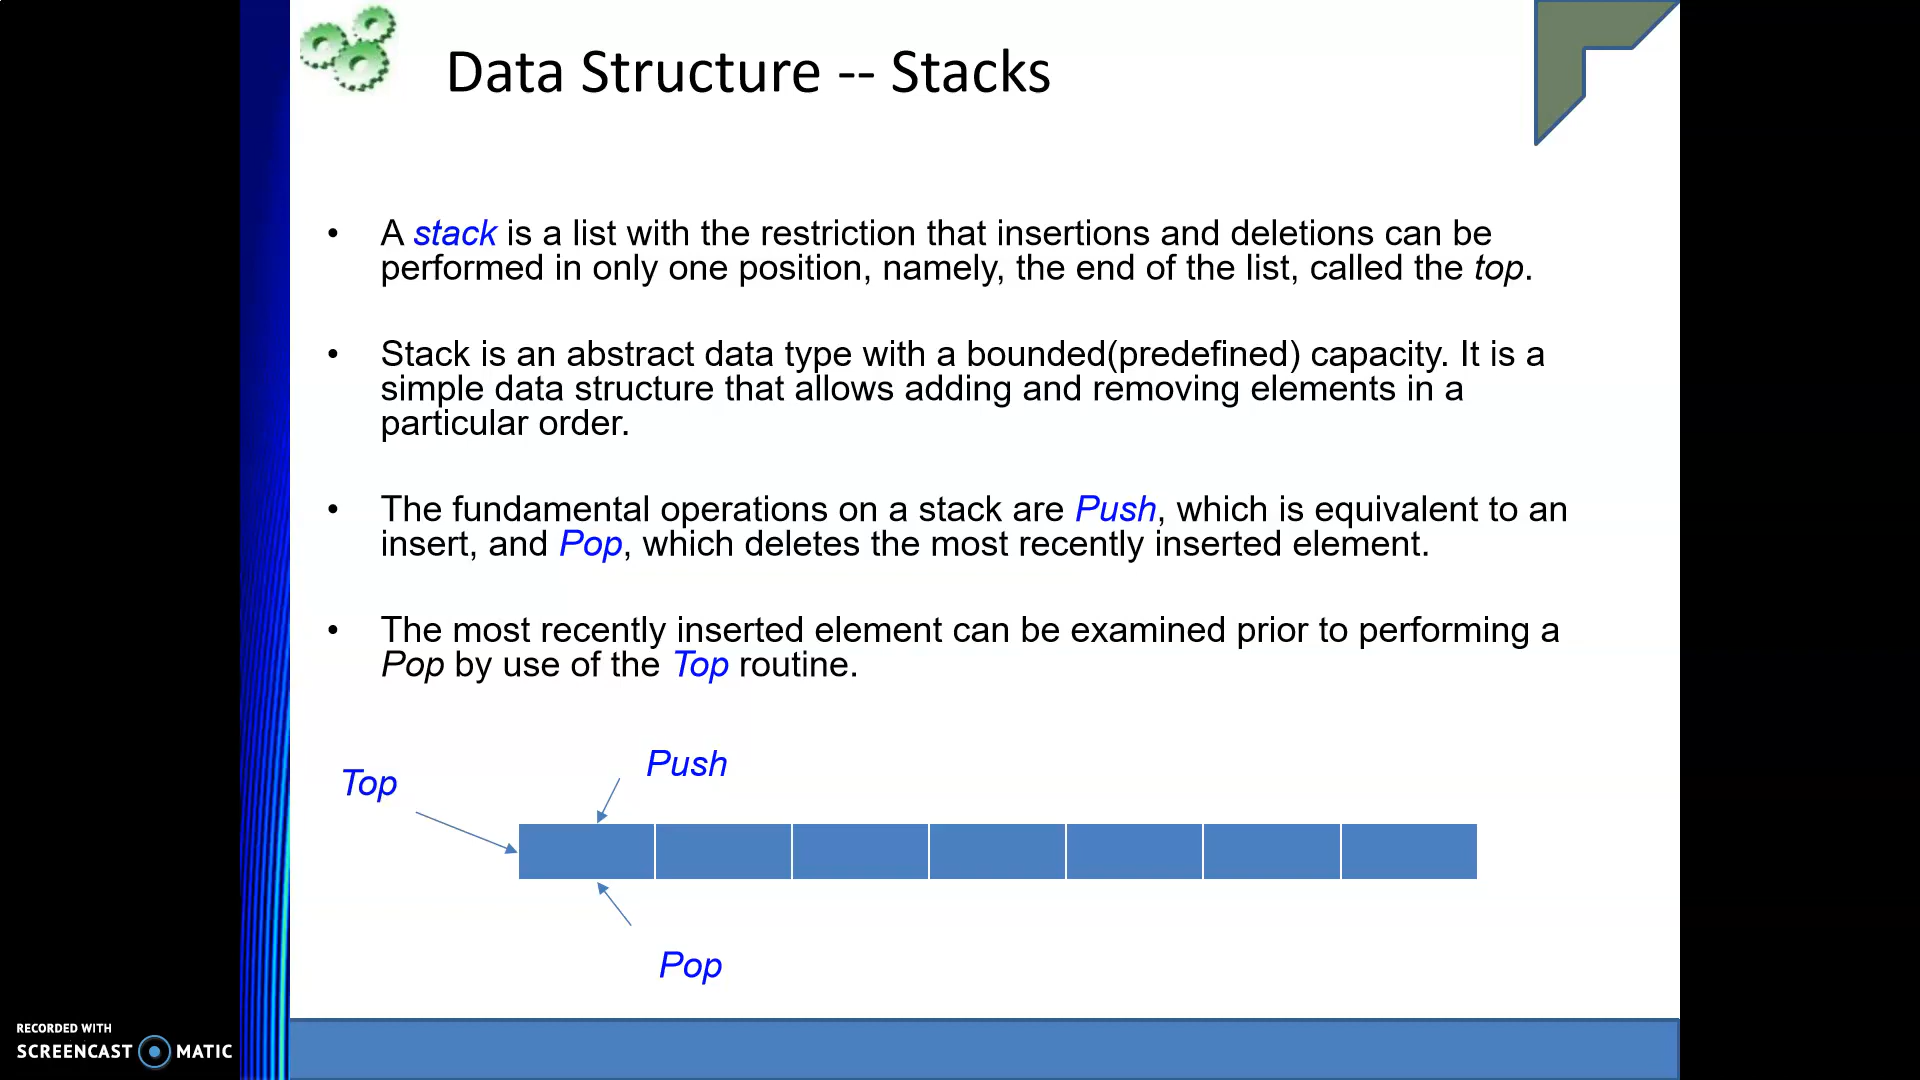 Data Structure -- Stacks
• A stack is a list with the restriction that insertions and deletions can be
performed in only one position, namely, the end of the list, called the top.
• Stack is an abstract data type with a bounded(predefined) capacity. It is a
simple data structure that allows adding and removing elements in a
particular order.
• The fundamental operations on a stack are Push, which is equivalent to an
insert, and Pop, which deletes the most recently inserted element.
• The most recently inserted element can be examined prior to performing a
Pop by use of the Top routine.
Push
Top
Pop
RECORDED WITH
SCREENCAST MATIC